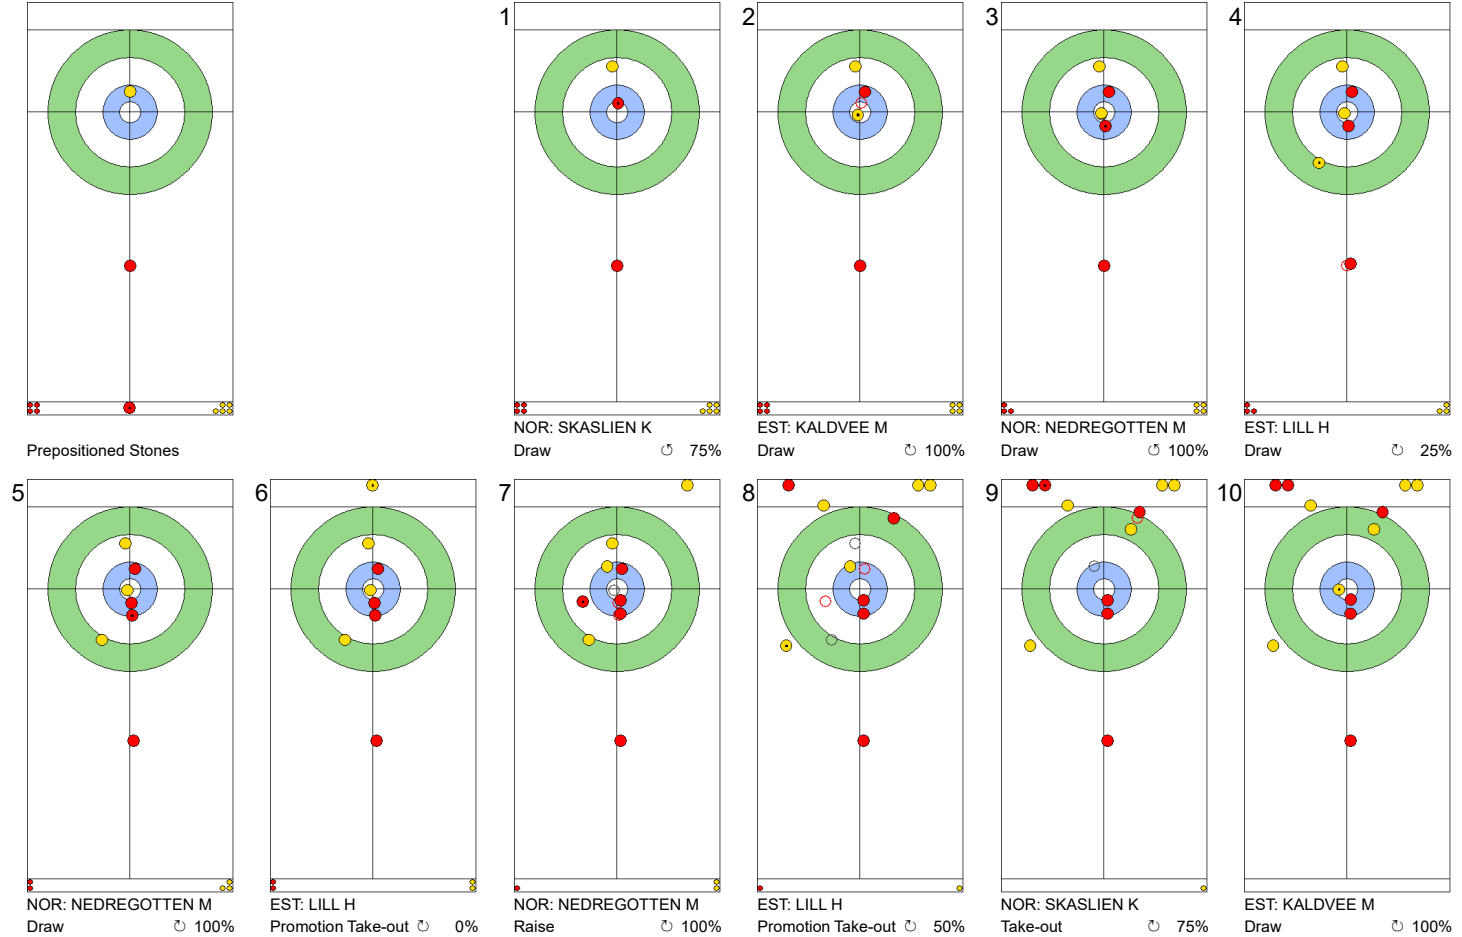 1
2
3
4
Prepositioned Stones
NOR: SKASLIEN K
Draw 75%
EST: KALDVEE M
Draw 100%
NOR: NEDREGOTTEN M
Draw 100%
EST: LILL H
Draw 25%
5
6
7
8
9
10
NOR: NEDREGOTTEN M
Draw 100%
EST: LILL H
Promotion Take-out 0%
NOR: NEDREGOTTEN M
Raise 100%
EST: LILL H
Promotion Take-out 50%
NOR: SKASLIEN K
Take-out 75%
EST: KALDVEE M
Draw 100%